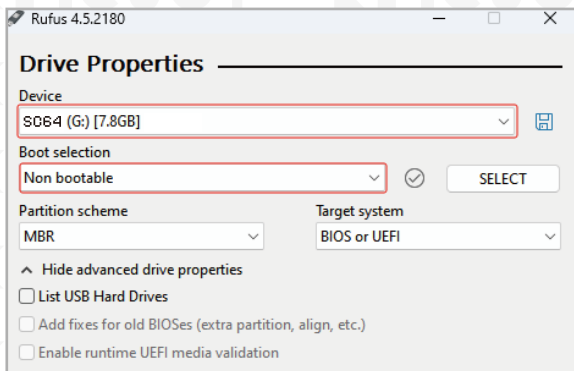 Rufus 4.5.2180
Drive Properties
Device
SC64 (G:) [7.8GB]
Boot selection
Non bootable
SELECT
Partition scheme
Target system
MBR
BIOS or UEFI
Hide advanced drive properties
List USB Hard Drives
Add fixes for old BIOSes (extra partition, align, etc.)
Enable runtime UEFI media validation